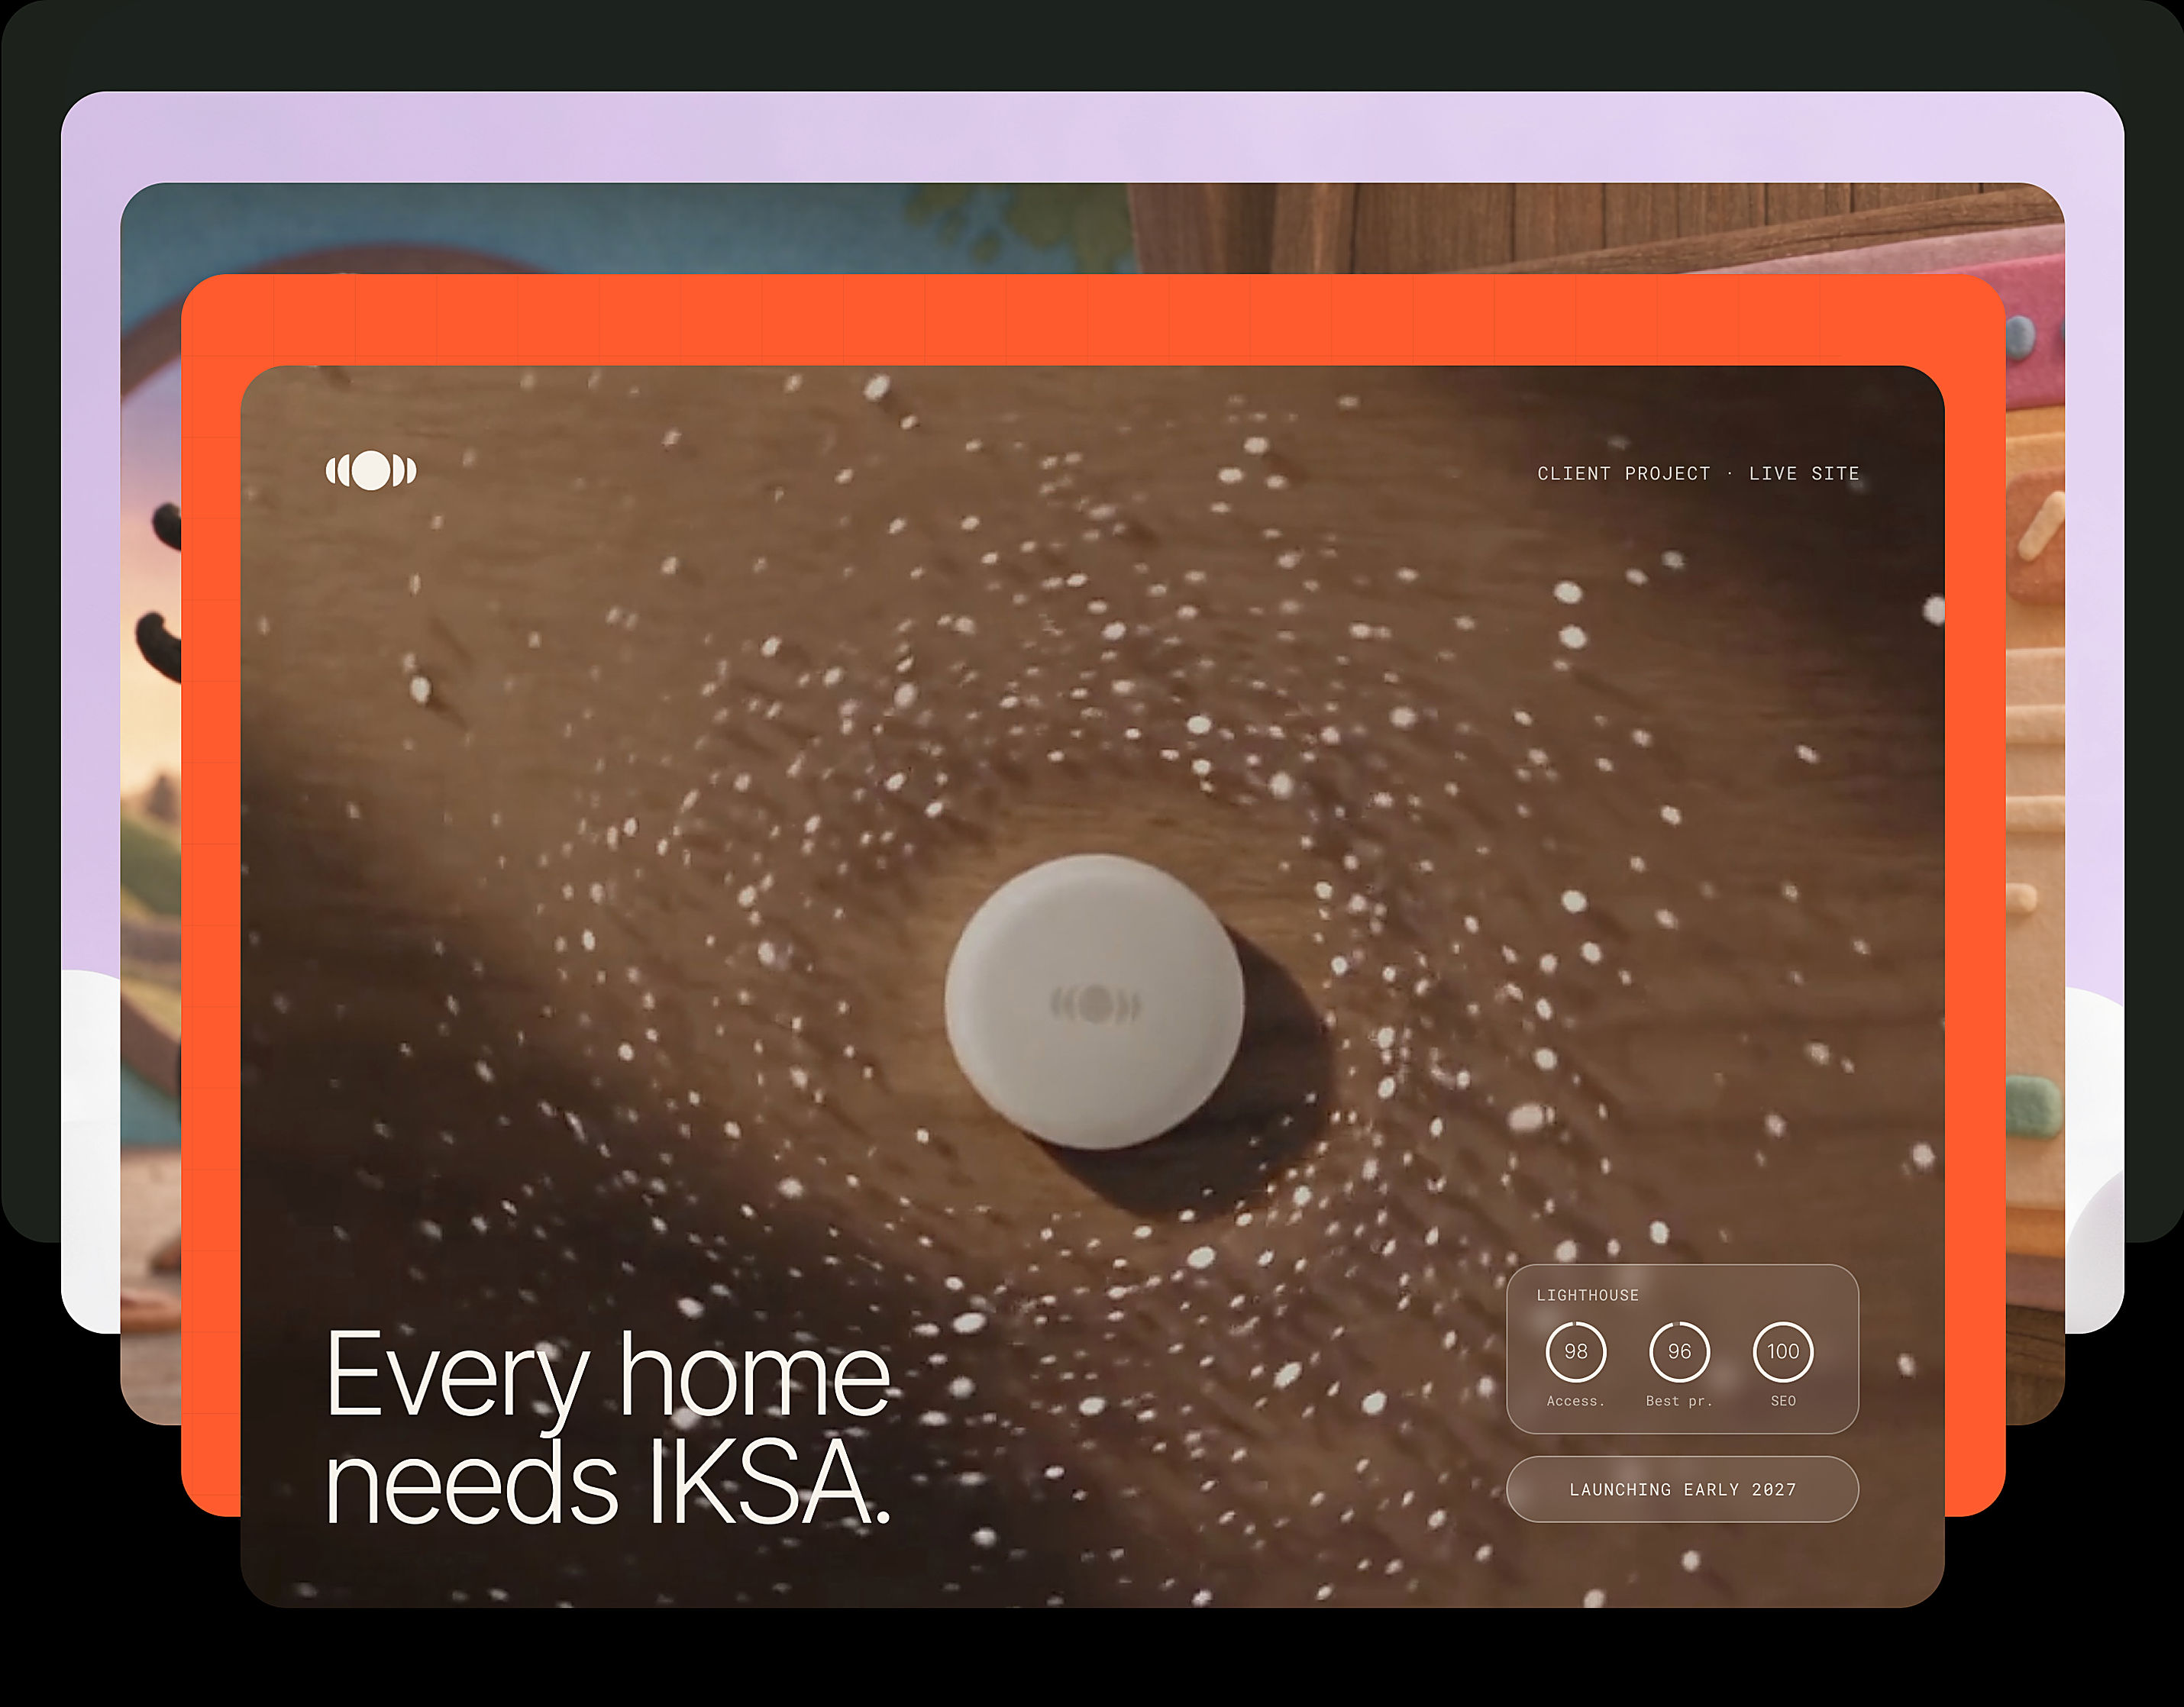 CLIENT PROJECT · LIVE SITE
LIGHTHOUSE
98 96 100
Access. Best pr. SEO
Every home
needs IKSA.
LAUNCHING EARLY 2027